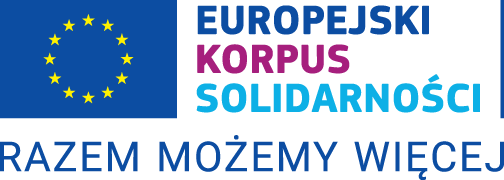 EUROPEJSKI
KORPUS
SOLIDARNOŚCI
RAZEM MOŻEMY WIĘCEJ